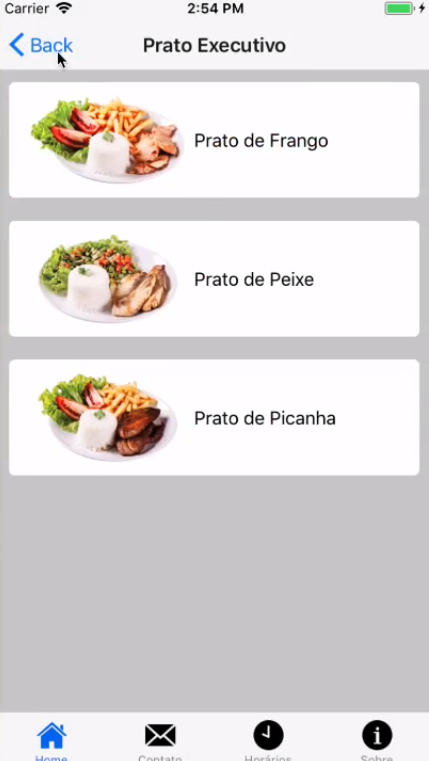 Carrier 2:54 PM
Back Prato Executivo
Prato de Frango
Prato de Peixe
Prato de Picanha
Home Contato Horários Sobre